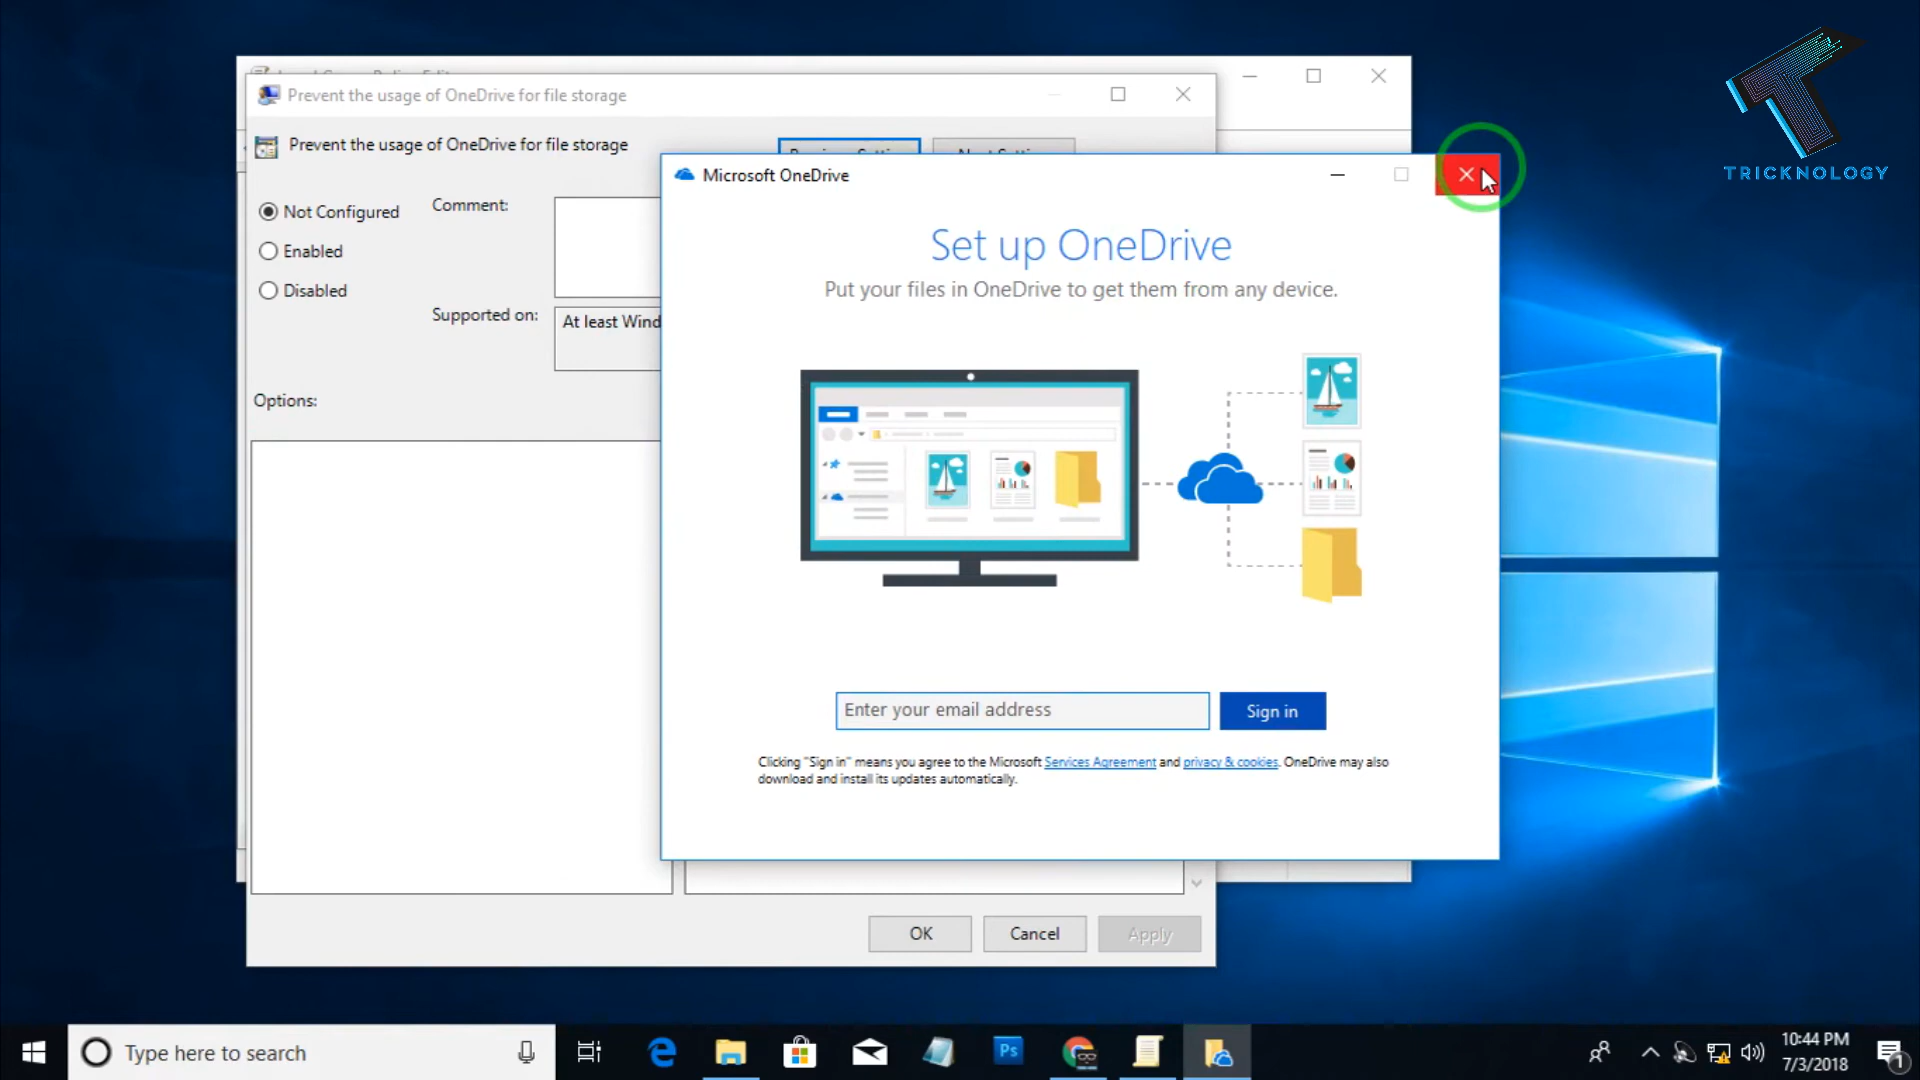 Prevent the usage of OneDrive for file storage
Prevent the usage of OneDrive for file storage
Not Configured
Enabled
Disabled
Comment:
Supported on:
At least Wind
Options:
Microsoft OneDrive
Set up OneDrive
Put your files in OneDrive to get them from any device.
Enter your email address
Sign in
Clicking "Sign in" means you agree to the Microsoft Services Agreement and privacy & cookies. OneDrive may also
download and install its updates automatically.
OK
Cancel
Apply
TRICKNOLOGY
Type here to search
Ps
10:44 PM
7/3/2018
1